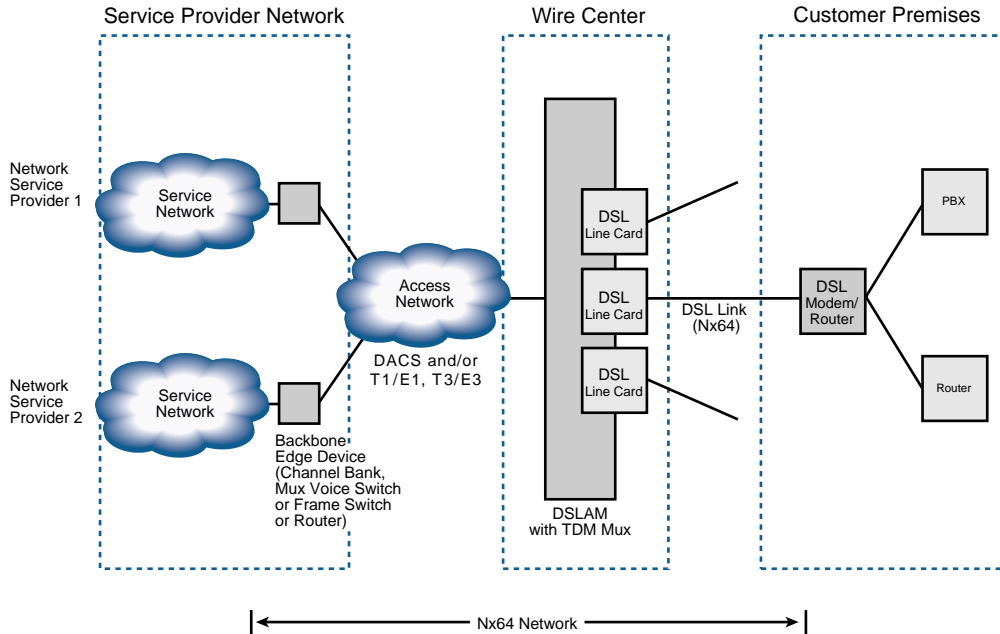 Service Provider Network
Wire Center
Customer Premises
Network
Service
Provider 1
Service
Network
DSL
Line Card
PBX
Access
Network
DSL
Line Card
DSL Link
(Nx64)
DSL
Modem/
Router
DACS and/or
T1/E1, T3/E3
DSL
Line Card
Network
Service
Provider 2
Service
Network
Router
Backbone
Edge Device
(Channel Bank,
Mux Voice Switch
or Frame Switch
or Router)
DSLAM
with TDM Mux
Nx64 Network